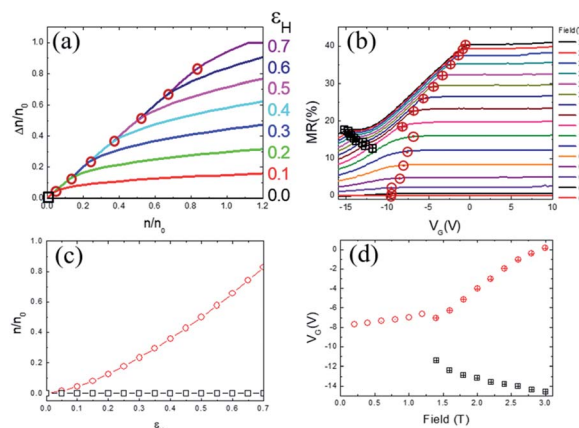 (a)
Δn/n₀
1.0
0.8
0.6
0.4
0.2
0.0
0.0 0.2 0.4 0.6 0.8 1.0 1.2
n/n₀
εH
0.7
0.6
0.5
0.4
0.3
0.2
0.1
0.0
(b)
Field(
MR(%)
40
30
20
10
0
-15 -10 -5 0 5 10
VG(V)
(c)
n/n₀
0.8
0.6
0.4
0.2
0.0
0.0 0.1 0.2 0.3 0.4 0.5 0.6 0.7
ε
(d)
VG(V)
0
-2
-4
-6
-8
-10
-12
-14
0.0 0.5 1.0 1.5 2.0 2.5 3.0
Field (T)